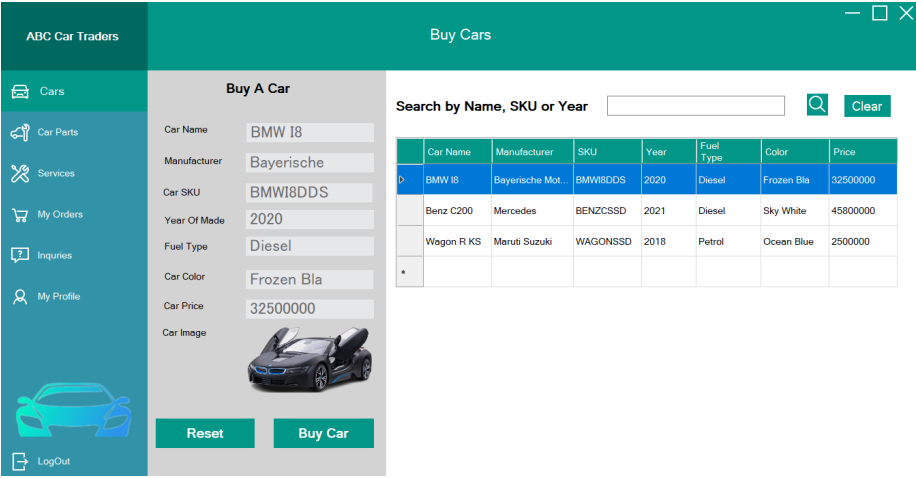 ABC Car Traders
Buy Cars
Cars
Car Parts
Services
My Orders
Inquries
My Profile
LogOut
Buy A Car
Car Name BMW I8
Manufacturer Bayerische
Car SKU BMWI8DDS
Year Of Made 2020
Fuel Type Diesel
Car Color Frozen Bla
Car Price 32500000
Car Image
Reset Buy Car
Search by Name, SKU or Year Clear
Car Name Manufacturer SKU Year Fuel Type Color Price
BMW I8 Bayerische Mot... BMWI8DDS 2020 Diesel Frozen Bla 32500000
Benz C200 Mercedes BENZCSSD 2021 Diesel Sky White 45800000
Wagon R KS Maruti Suzuki WAGONSSD 2018 Petrol Ocean Blue 2500000